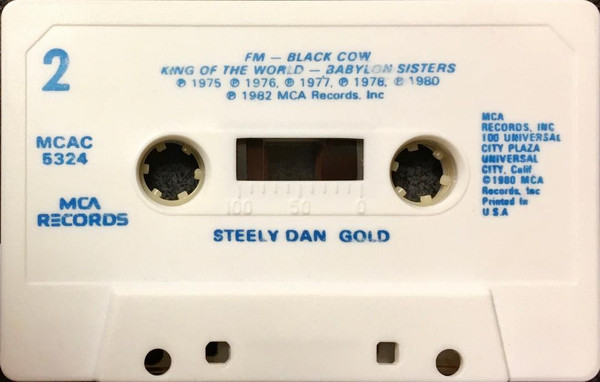 2
FM — BLACK COW
KING OF THE WORLD — BABYLON SISTERS
℗ 1975 ℗ 1976, ℗ 1977, ℗ 1978, ℗ 1980
℗ 1982 MCA Records, Inc
MCAC
5324
MCA
RECORDS
MCA
RECORDS, INC
100 UNIVERSAL
CITY PLAZA
UNIVERSAL
CITY, Calif
©1980 MCA
Records, Inc
Printed in
U S A
100 50 0
STEELY DAN GOLD